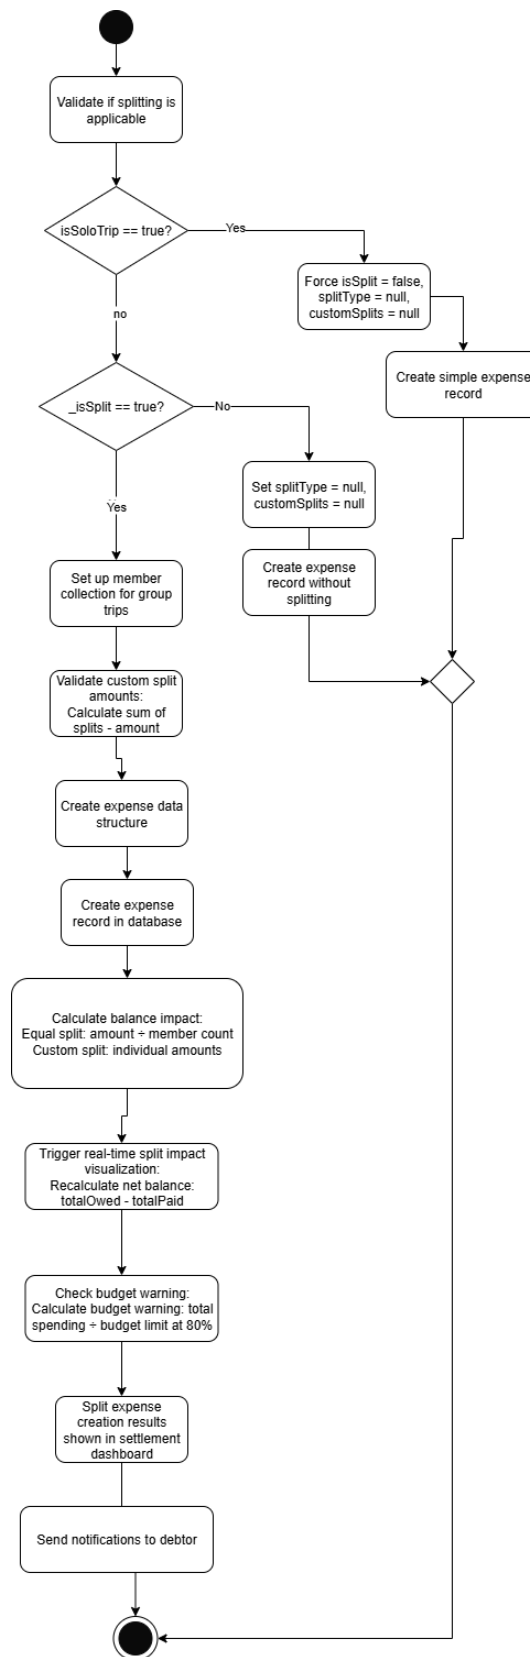 Validate if splitting is
applicable
isSoloTrip == true?
Yes
Force isSplit = false,
splitType = null,
customSplits = null
no
Create simple expense
record
_isSplit == true?
No
Set splitType = null,
customSplits = null
Yes
Create expense
record without
splitting
Set up member
collection for group
trips
Validate custom split
amounts:
Calculate sum of
splits - amount
Create expense data
structure
Create expense
record in database
Calculate balance impact:
Equal split: amount ÷ member count
Custom split: individual amounts
Trigger real-time split impact
visualization:
Recalculate net balance:
totalOwed - totalPaid
Check budget warning:
Calculate budget warning: total
spending ÷ budget limit at 80%
Split expense
creation results
shown in settlement
dashboard
Send notifications to debtor